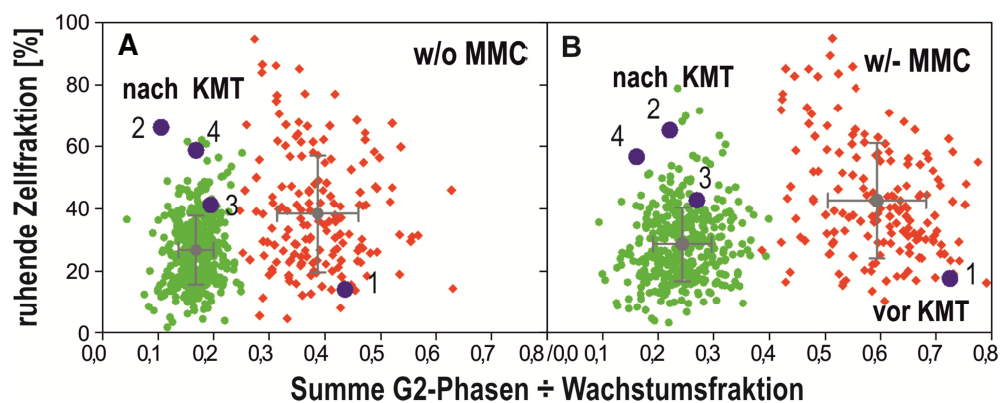 ruhende Zellfraktion [%]
100
80
60
40
20
0
A
w/o MMC
nach KMT
2
4
3
1
B
w/- MMC
nach KMT
2
4
3
1
vor KMT
0,0 0,1 0,2 0,3 0,4 0,5 0,6 0,7 0,8/0,0 0,1 0,2 0,3 0,4 0,5 0,6 0,7 0,8
Summe G2-Phasen ÷ Wachstumsfraktion